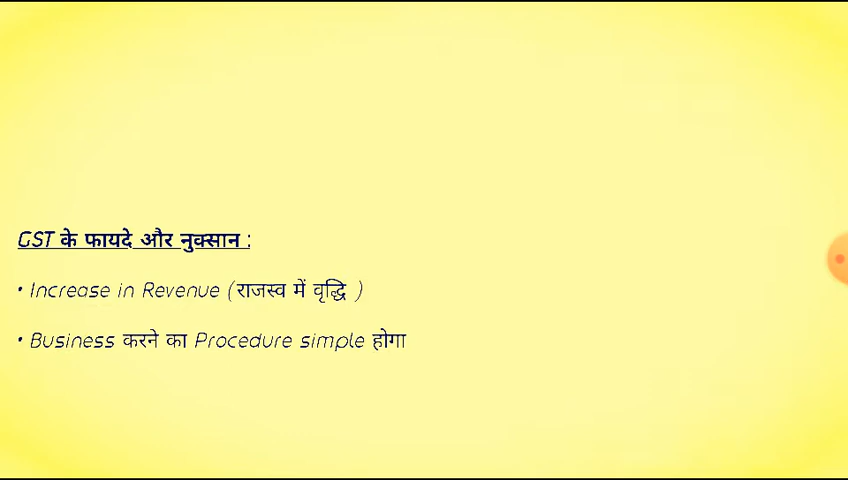 GST के फायदे और नुक्सान :
• Increase in Revenue (राजस्व में वृद्धि )
• Business करने का Procedure simple होगा